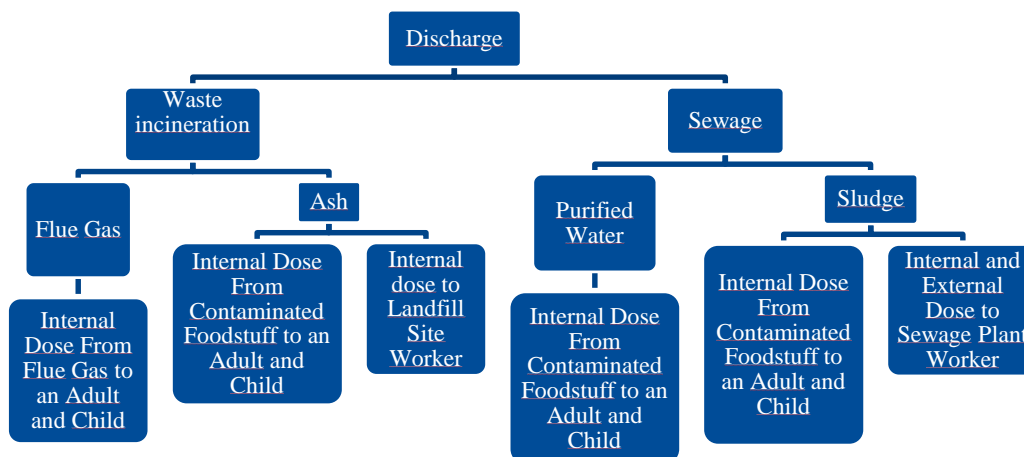 Discharge
Waste
incineration
Sewage
Flue Gas
Ash
Purified
Water
Sludge
Internal
Dose From
Flue Gas to
an Adult
and Child
Internal Dose
From
Contaminated
Foodstuff to an
Adult and
Child
Internal
dose to
Landfill
Site
Worker
Internal Dose
From
Contaminated
Foodstuff to an
Adult and
Child
Internal Dose
From
Contaminated
Foodstuff to
an Adult and
Child
Internal and
External
Dose to
Sewage Plant
Worker